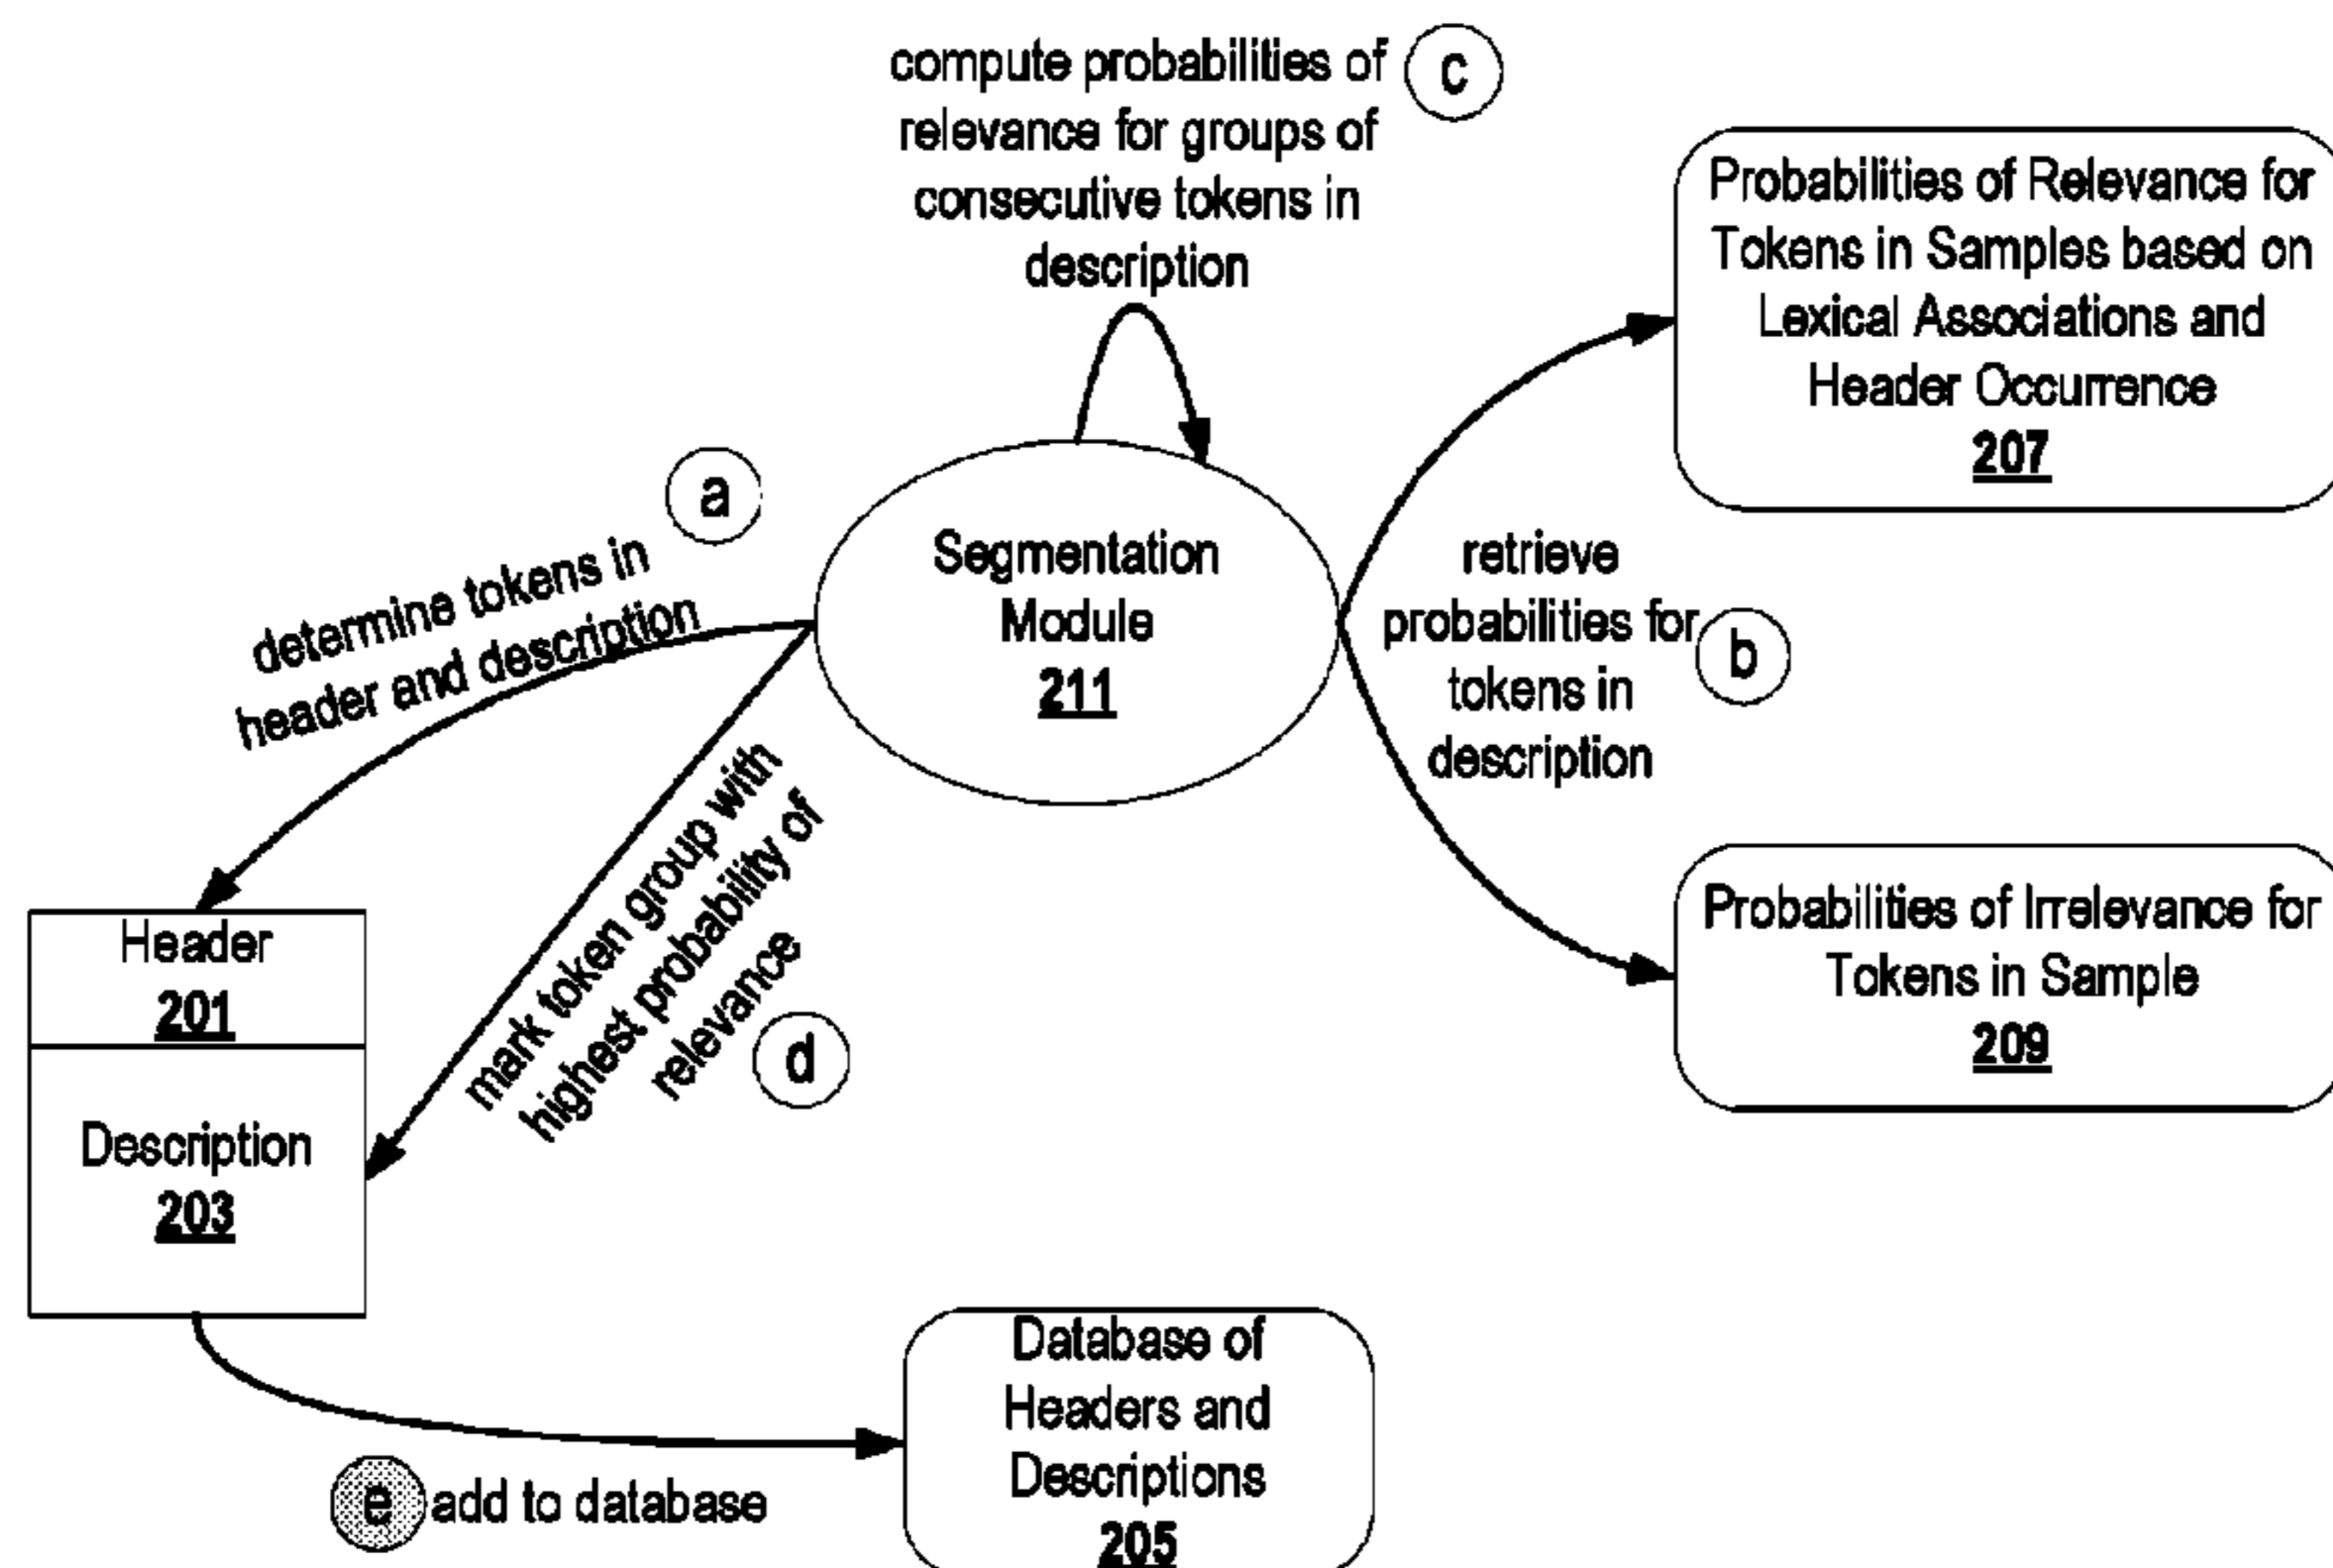 compute probabilities of
relevance for groups of
consecutive tokens in
description
c
Probabilities of Relevance for
Tokens in Samples based on
Lexical Associations and
Header Occurrence
207
a
determine tokens in
header and description
Segmentation
Module
211
retrieve
probabilities for
tokens in
description
b
mark token group with
highest probability of
relevance
d
Probabilities of Irrelevance for
Tokens in Sample
209
Header
201
Description
203
Database of
Headers and
Descriptions
205
e
add to database